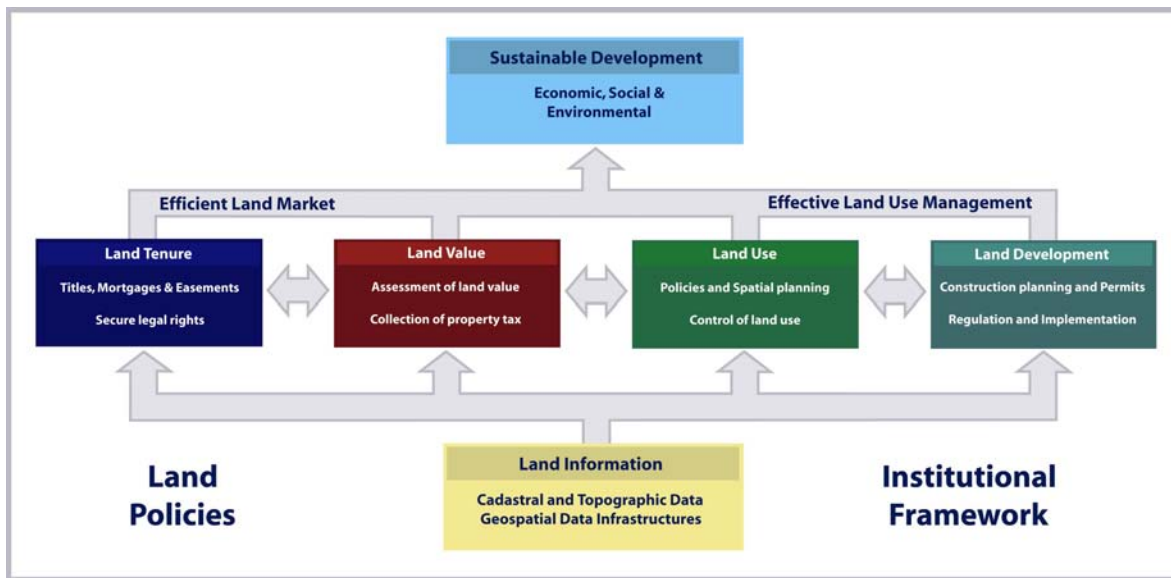 Sustainable Development
Economic, Social &
Environmental
Efficient Land Market
Effective Land Use Management
Land Tenure
Titles, Mortgages & Easements
Secure legal rights
Land Value
Assessment of land value
Collection of property tax
Land Use
Policies and Spatial planning
Control of land use
Land Development
Construction planning and Permits
Regulation and Implementation
Land
Policies
Land Information
Cadastral and Topographic Data
Geospatial Data Infrastructures
Institutional
Framework